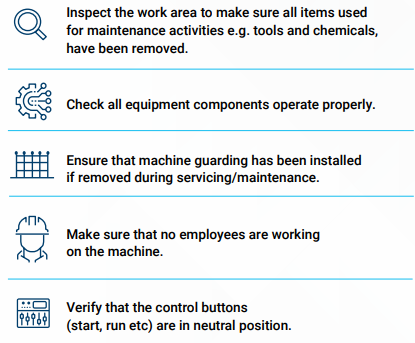 Inspect the work area to make sure all items used
for maintenance activities e.g. tools and chemicals,
have been removed.
Check all equipment components operate properly.
Ensure that machine guarding has been installed
if removed during servicing/maintenance.
Make sure that no employees are working
on the machine.
Verify that the control buttons
(start, run etc) are in neutral position.